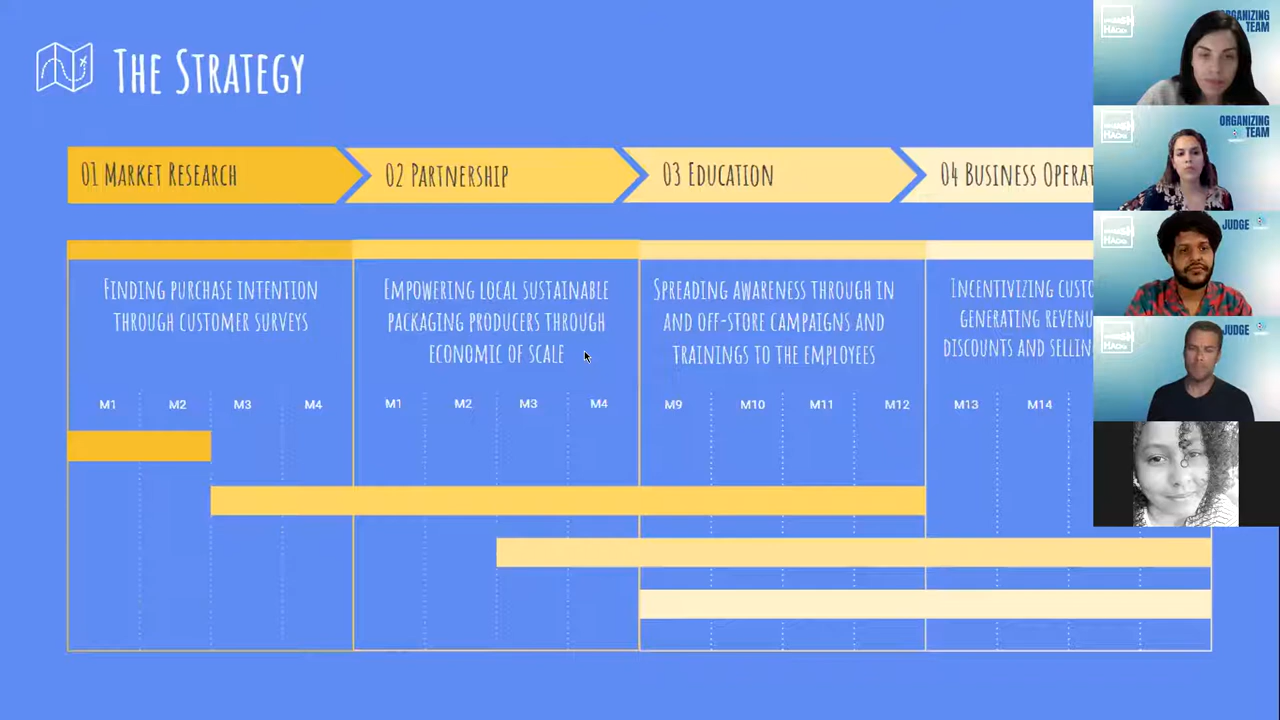 The Strategy
01 Market Research
02 Partnership
03 Education
04 Business Operat
Finding purchase intention
through customer surveys
Empowering local sustainable
packaging producers through
economic of scale
Spreading awareness through in
and off-store campaigns and
trainings to the employees
Incentivizing custo
generating revenu
discounts and sellin
M1 M2 M3 M4 M1 M2 M3 M4 M9 M10 M11 M12 M13 M14
ORGANIZING
TEAM
ORGANIZING
TEAM
JUDGE
JUDGE